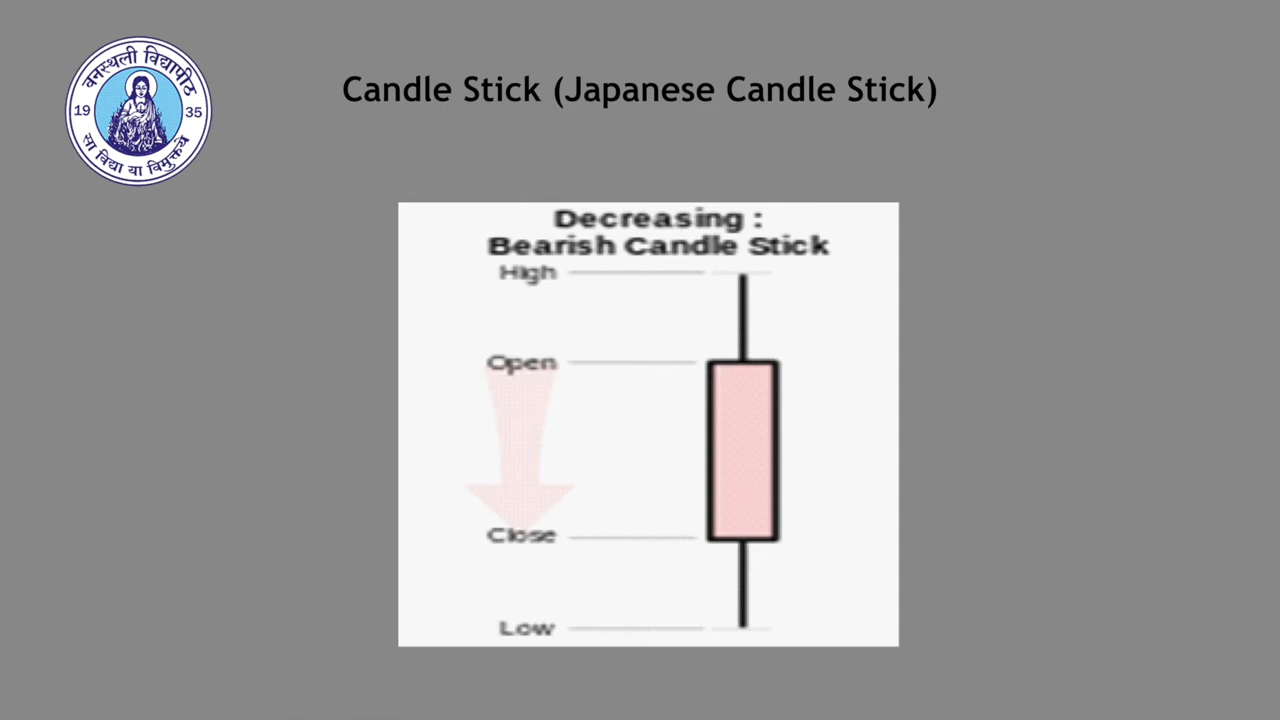 वनस्थली विद्यापीठ
19 35
सा विद्या या विमुक्तये
Candle Stick (Japanese Candle Stick)
Decreasing :
Bearish Candle Stick
High
Open
Close
Low